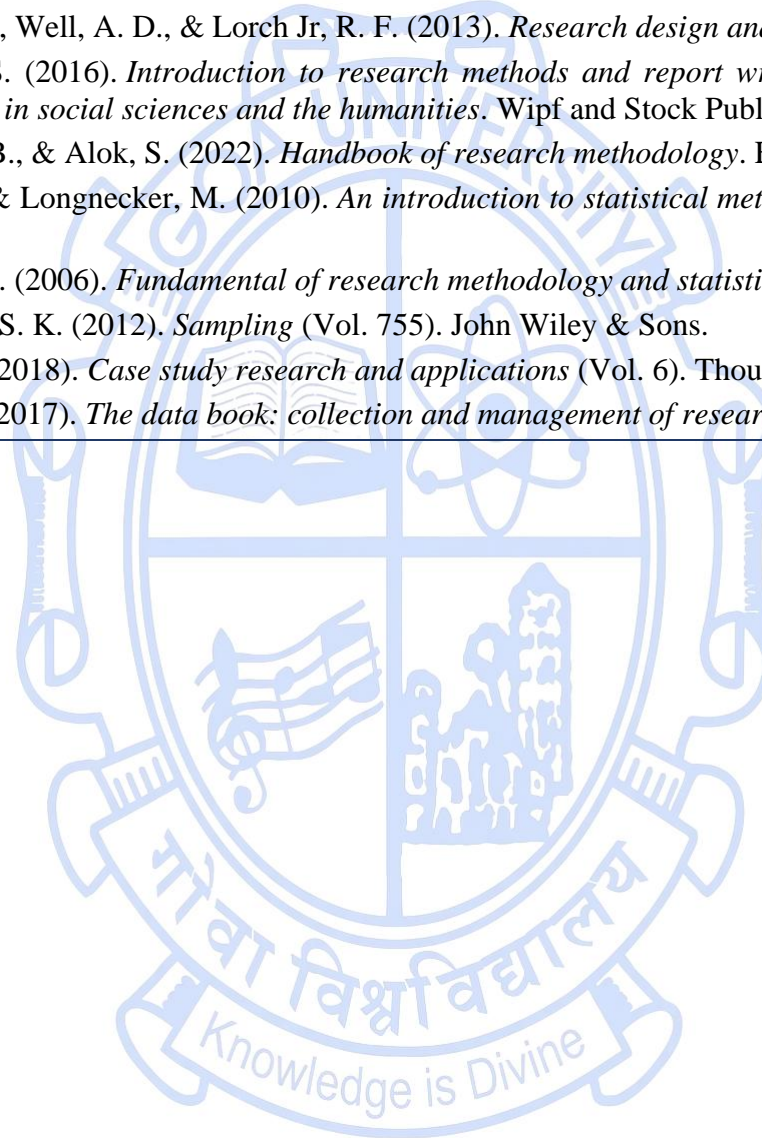 , Well, A. D., & Lorch Jr, R. F. (2013). Research design and
S. (2016). Introduction to research methods and report wr
in social sciences and the humanities. Wipf and Stock Publ
B., & Alok, S. (2022). Handbook of research methodology.
& Longnecker, M. (2010). An introduction to statistical met
. (2006). Fundamental of research methodology and statisti
S. K. (2012). Sampling (Vol. 755). John Wiley & Sons.
2018). Case study research and applications (Vol. 6). Thou
2017). The data book: collection and management of resear
GOA UNIVERSITY
गोंवा विश्वविद्यालय
Knowledge is Divine